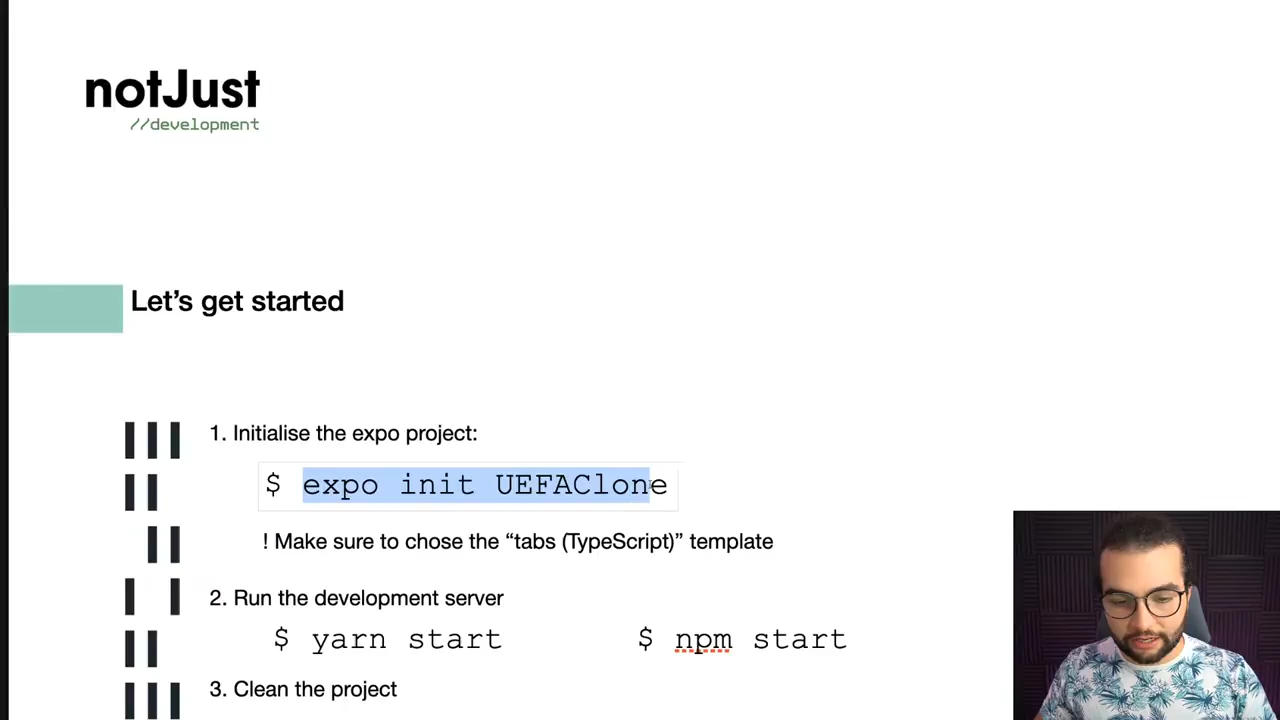 notJust
//development
Let’s get started
1. Initialise the expo project:
$ expo init UEFAClone
! Make sure to chose the “tabs (TypeScript)” template
2. Run the development server
$ yarn start $ npm start
3. Clean the project